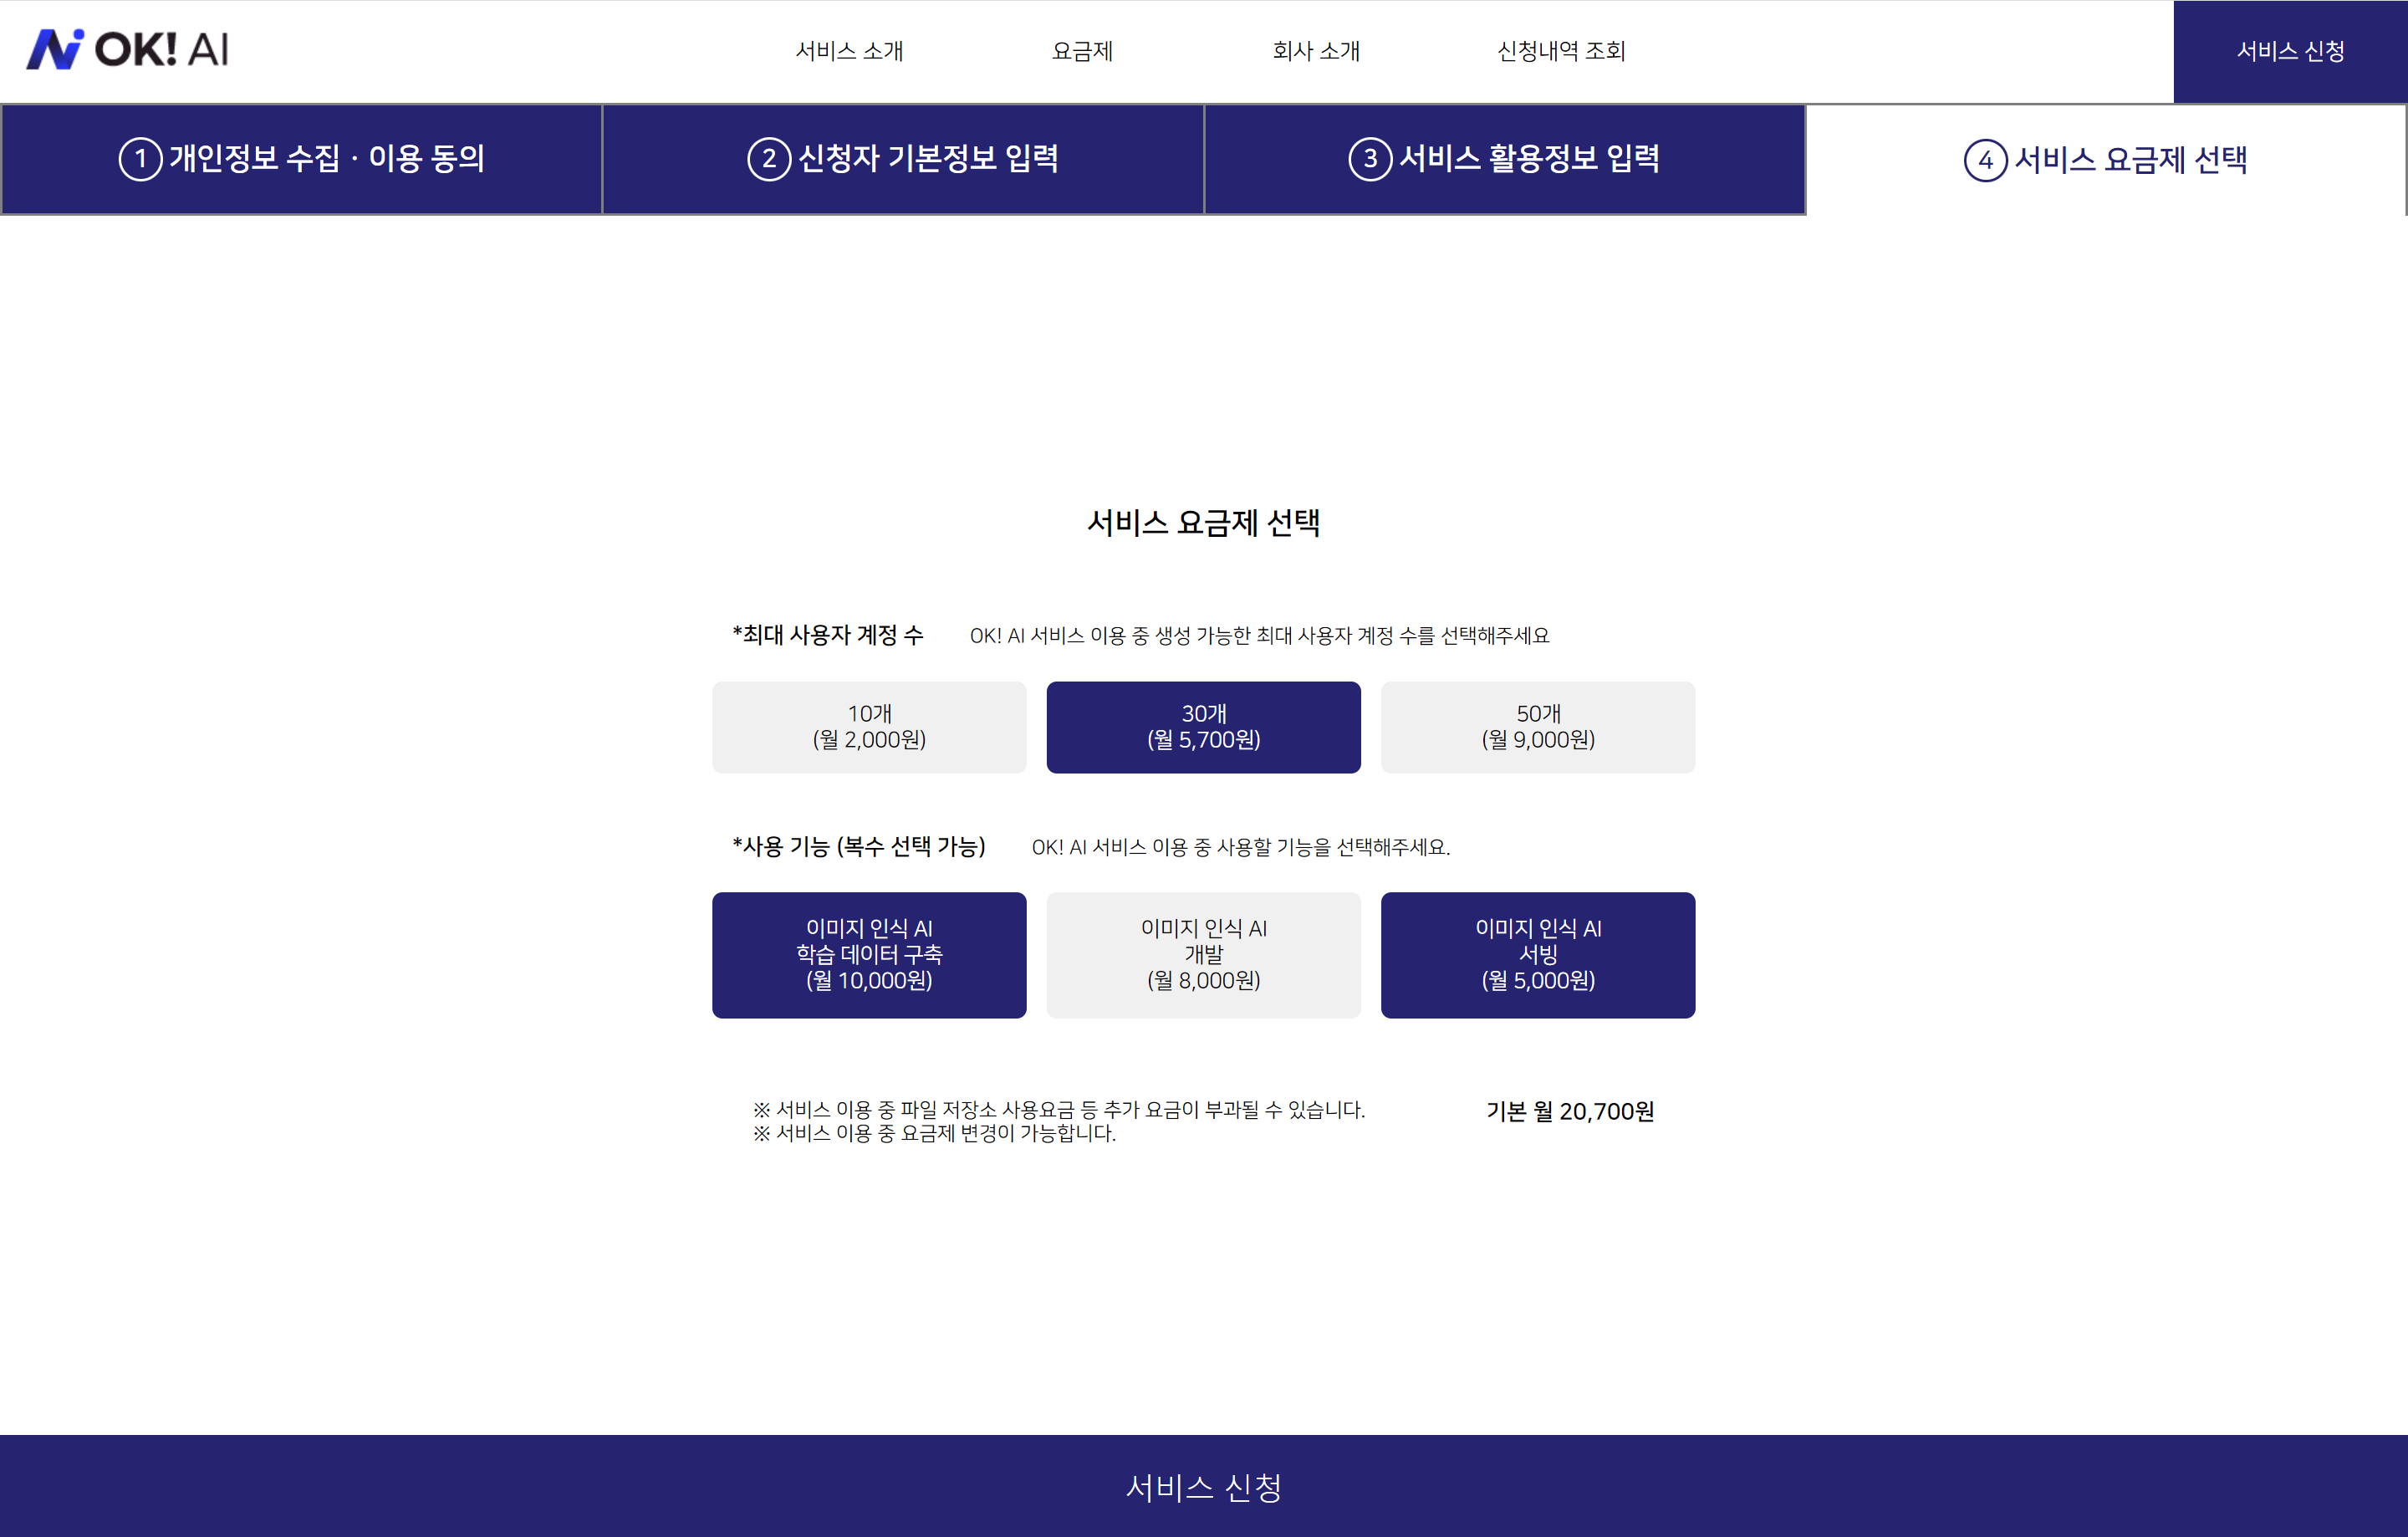 OK! AI
서비스 소개
요금제
회사 소개
신청내역 조회
서비스 신청
① 개인정보 수집 · 이용 동의
② 신청자 기본정보 입력
③ 서비스 활용정보 입력
④ 서비스 요금제 선택
서비스 요금제 선택
*최대 사용자 계정 수 OK! AI 서비스 이용 중 생성 가능한 최대 사용자 계정 수를 선택해주세요
10개
(월 2,000원)
30개
(월 5,700원)
50개
(월 9,000원)
*사용 기능 (복수 선택 가능) OK! AI 서비스 이용 중 사용할 기능을 선택해주세요.
이미지 인식 AI
학습 데이터 구축
(월 10,000원)
이미지 인식 AI
개발
(월 8,000원)
이미지 인식 AI
서빙
(월 5,000원)
※ 서비스 이용 중 파일 저장소 사용요금 등 추가 요금이 부과될 수 있습니다.
※ 서비스 이용 중 요금제 변경이 가능합니다.
기본 월 20,700원
서비스 신청